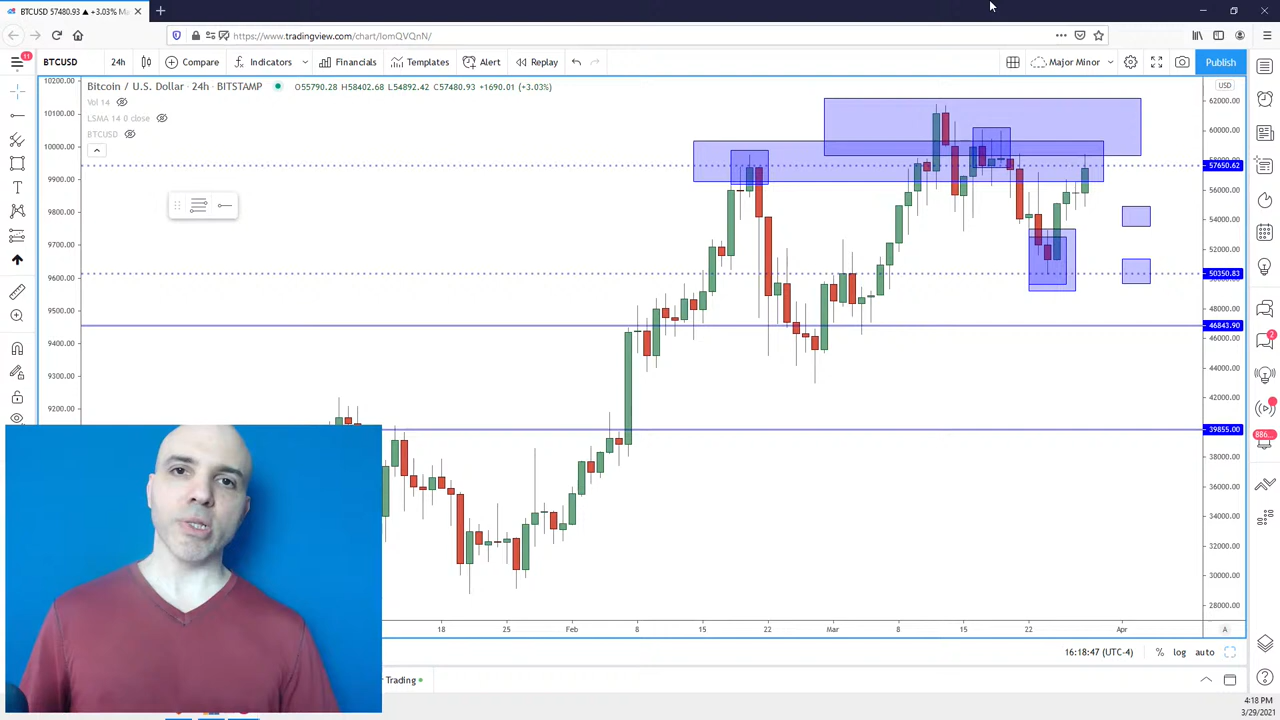 BTCUSD 57480.93 ▲ +3.03%
https://www.tradingview.com/chart/IomQVQnN/
11
BTCUSD 24h Compare Indicators Financials Templates Alert Replay Major Minor Publish
Bitcoin / U.S. Dollar · 24h · BITSTAMP O55790.28 H58402.68 L54892.42 C57480.93 +1690.01 (+3.03%)
Vol 14
LSMA 14 0 close
BTCUSD
10200.00
10100.00
10000.00
9900.00
9800.00
9700.00
9600.00
9500.00
9400.00
9300.00
9200.00
USD
62000.00
60000.00
57650.62
56000.00
54000.00
52000.00
50350.83
48000.00
46843.90
46000.00
44000.00
42000.00
39855.00
38000.00
36000.00
34000.00
32000.00
30000.00
28000.00
2
886...
18 25 Feb 8 15 22 Mar 8 15 22 Apr A
16:18:47 (UTC-4) % log auto
Trading
4:18 PM
3/29/2021